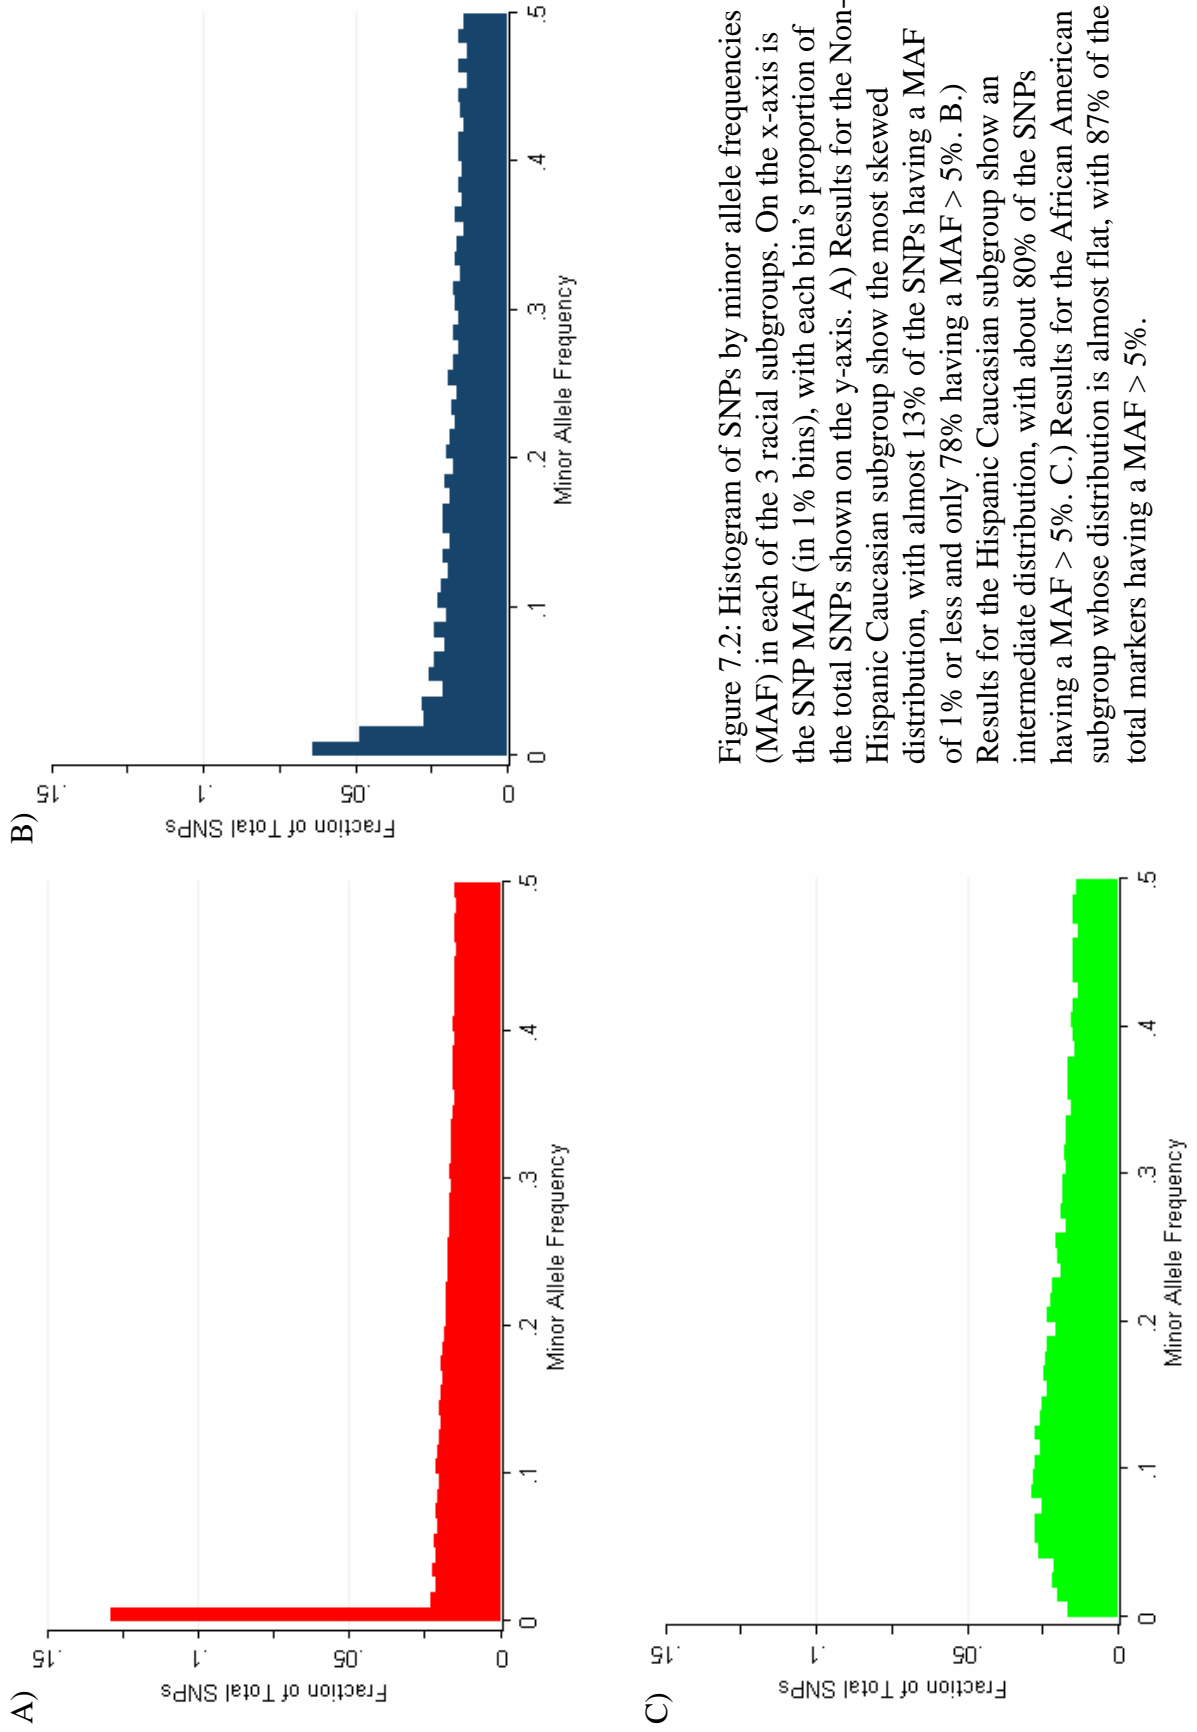 A)
Fraction of Total SNPs
.15
.1
.05
0
0
.1
.2
.3
.4
.5
Minor Allele Frequency
B)
Fraction of Total SNPs
.15
.1
.05
0
0
.1
.2
.3
.4
.5
Minor Allele Frequency
C)
Fraction of Total SNPs
.15
.1
.05
0
0
.1
.2
.3
.4
.5
Minor Allele Frequency
Figure 7.2: Histogram of SNPs by minor allele frequencies
(MAF) in each of the 3 racial subgroups. On the x-axis is
the SNP MAF (in 1% bins), with each bin’s proportion of
the total SNPs shown on the y-axis. A) Results for the Non-
Hispanic Caucasian subgroup show the most skewed
distribution, with almost 13% of the SNPs having a MAF
of 1% or less and only 78% having a MAF > 5%. B.)
Results for the Hispanic Caucasian subgroup show an
intermediate distribution, with about 80% of the SNPs
having a MAF > 5%. C.) Results for the African American
subgroup whose distribution is almost flat, with 87% of the
total markers having a MAF > 5%.